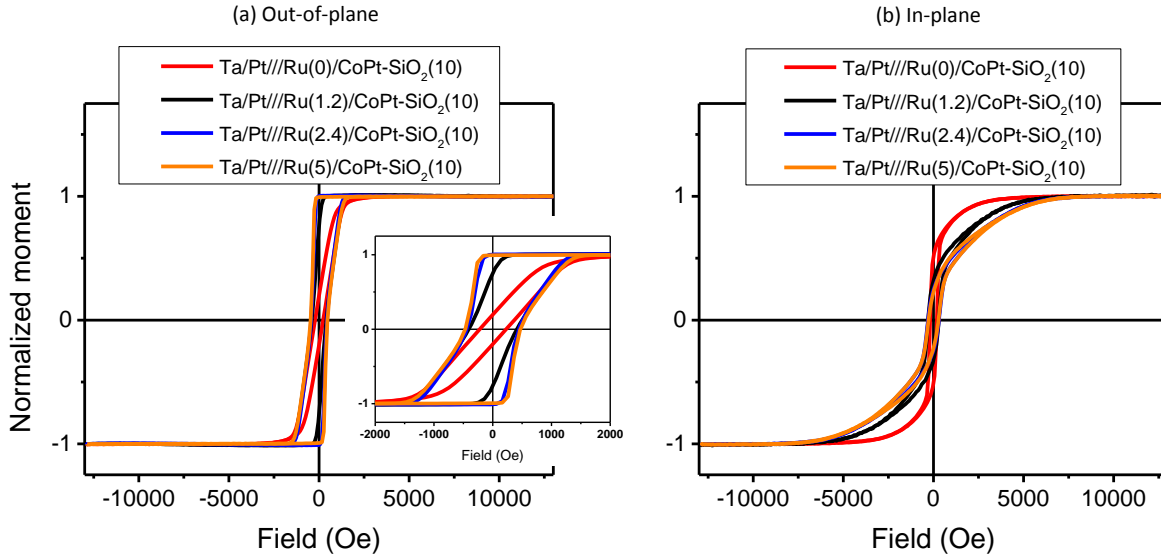 (a) Out-of-plane
Ta/Pt///Ru(0)/CoPt-SiO₂(10)
Ta/Pt///Ru(1.2)/CoPt-SiO₂(10)
Ta/Pt///Ru(2.4)/CoPt-SiO₂(10)
Ta/Pt///Ru(5)/CoPt-SiO₂(10)
Normalized moment
1
0
-1
-10000 -5000 0 5000 10000
Field (Oe)
1
0
-1
-2000 -1000 0 1000 2000
Field (Oe)
(b) In-plane
Ta/Pt///Ru(0)/CoPt-SiO₂(10)
Ta/Pt///Ru(1.2)/CoPt-SiO₂(10)
Ta/Pt///Ru(2.4)/CoPt-SiO₂(10)
Ta/Pt///Ru(5)/CoPt-SiO₂(10)
1
0
-1
-10000 -5000 0 5000 10000
Field (Oe)